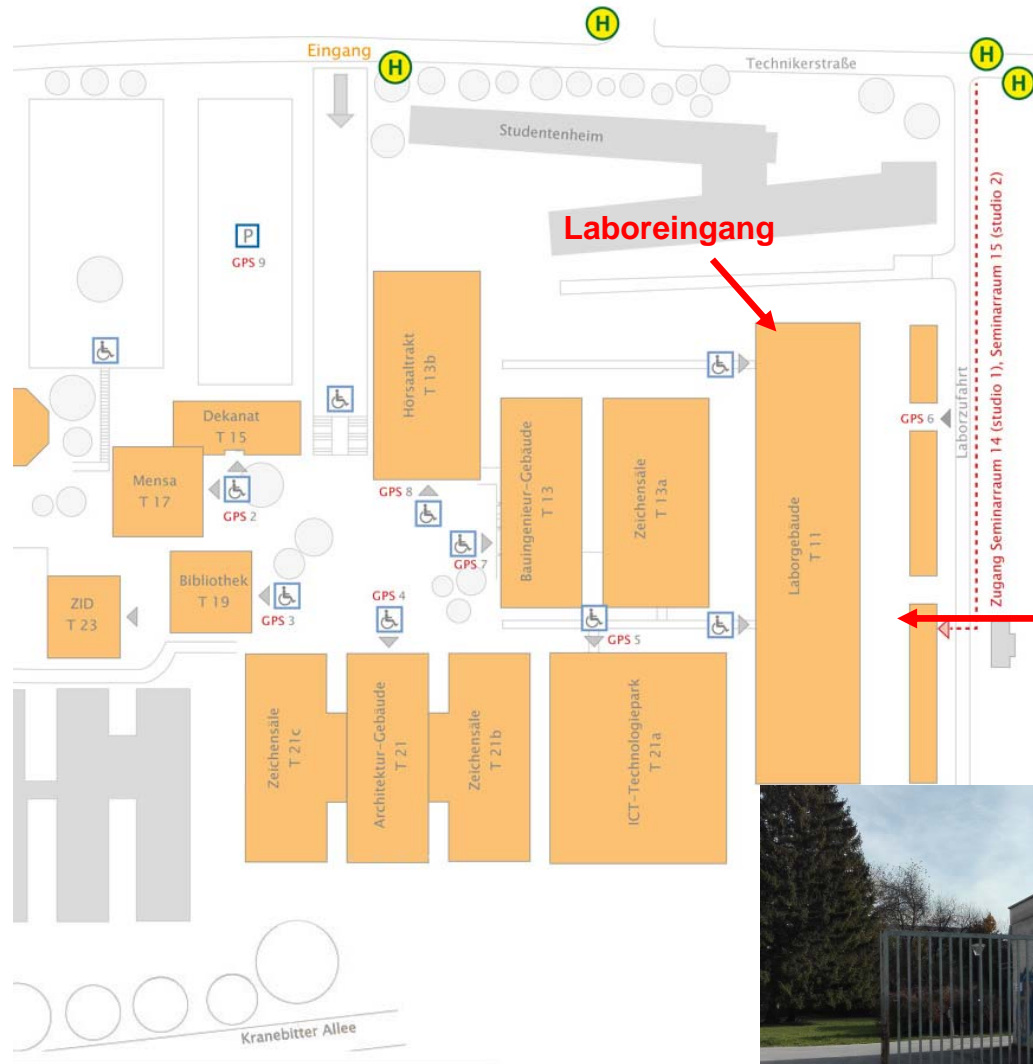 H
Eingang
H
H
H
Technikerstraße
Studentenheim
P
GPS 9
Laboreingang
Zugang Seminarraum 14 (studio 1), Seminarraum 15 (studio 2)
Hörsaaltrakt
T 13b
Dekanat
T 15
Mensa
T 17
GPS 2
GPS 8
GPS 7
Bauingenieur-Gebäude
T 13
Zeichensäle
T 13a
Laborgebäude
T 11
GPS 6
Laborzufahrt
ZID
T 23
Bibliothek
T 19
GPS 3
GPS 4
GPS 5
Zeichensäle
T 21c
Architektur-Gebäude
T 21
Zeichensäle
T 21b
ICT-Technologiepark
T 21a
Kranebitter Allee